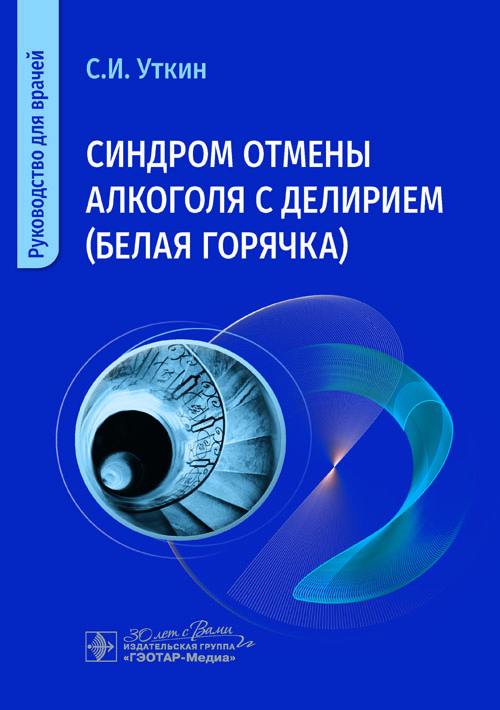 Руководство для врачей
С.И. Уткин
СИНДРОМ ОТМЕНЫ
АЛКОГОЛЯ С ДЕЛИРИЕМ
(БЕЛАЯ ГОРЯЧКА)
30 лет с Вами
ИЗДАТЕЛЬСКАЯ ГРУППА
«ГЭОТАР-Медиа»